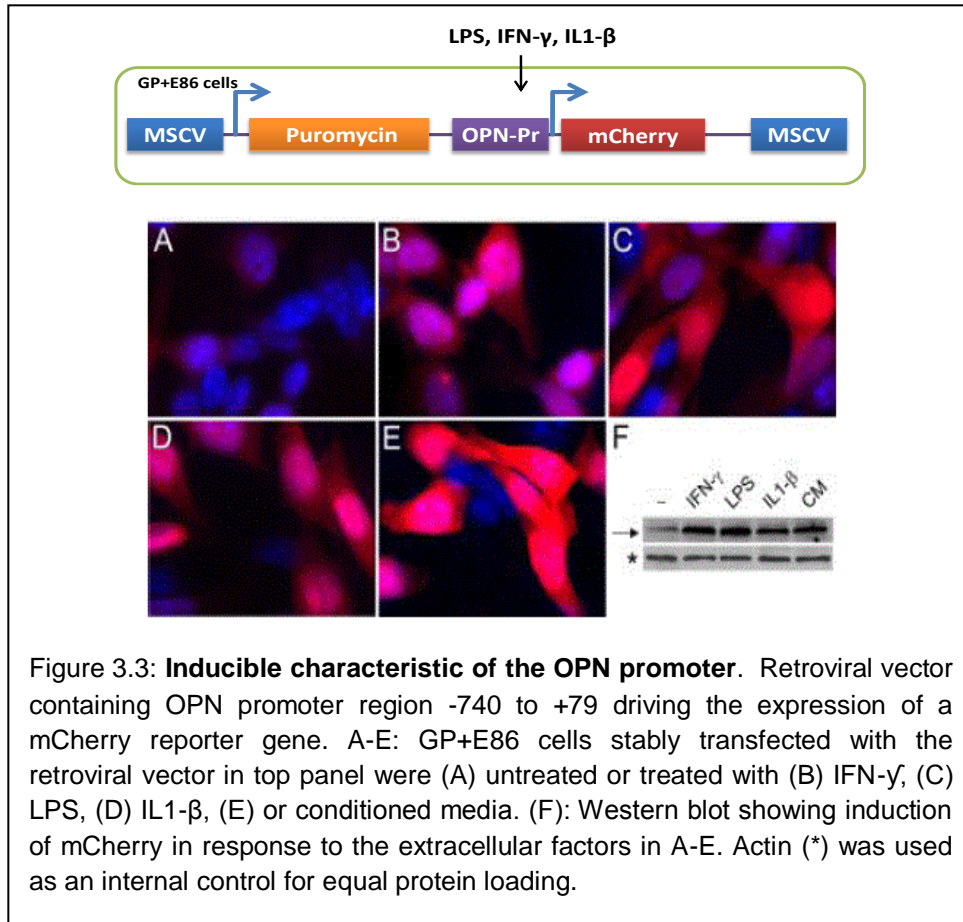 LPS, IFN-γ, IL1-β
GP+E86 cells
MSCV Puromycin OPN-Pr mCherry MSCV
A B C
D E F
– IFN-γ LPS IL1-β CM
*
Figure 3.3: Inducible characteristic of the OPN promoter. Retroviral vector
containing OPN promoter region -740 to +79 driving the expression of a
mCherry reporter gene. A-E: GP+E86 cells stably transfected with the
retroviral vector in top panel were (A) untreated or treated with (B) IFN-ƴ, (C)
LPS, (D) IL1-β, (E) or conditioned media. (F): Western blot showing induction
of mCherry in response to the extracellular factors in A-E. Actin (*) was used
as an internal control for equal protein loading.